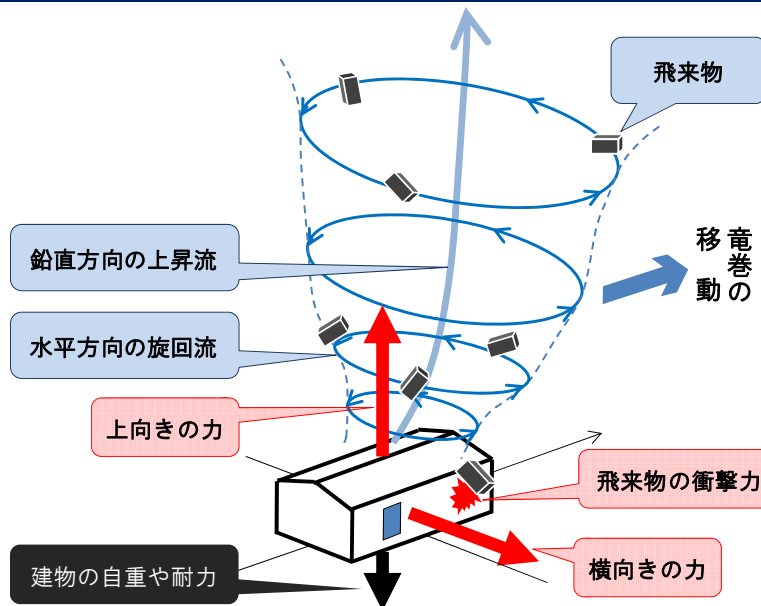 飛来物
竜巻の
移動
鉛直方向の上昇流
水平方向の旋回流
上向きの力
飛来物の衝撃力
建物の自重や耐力
横向きの力